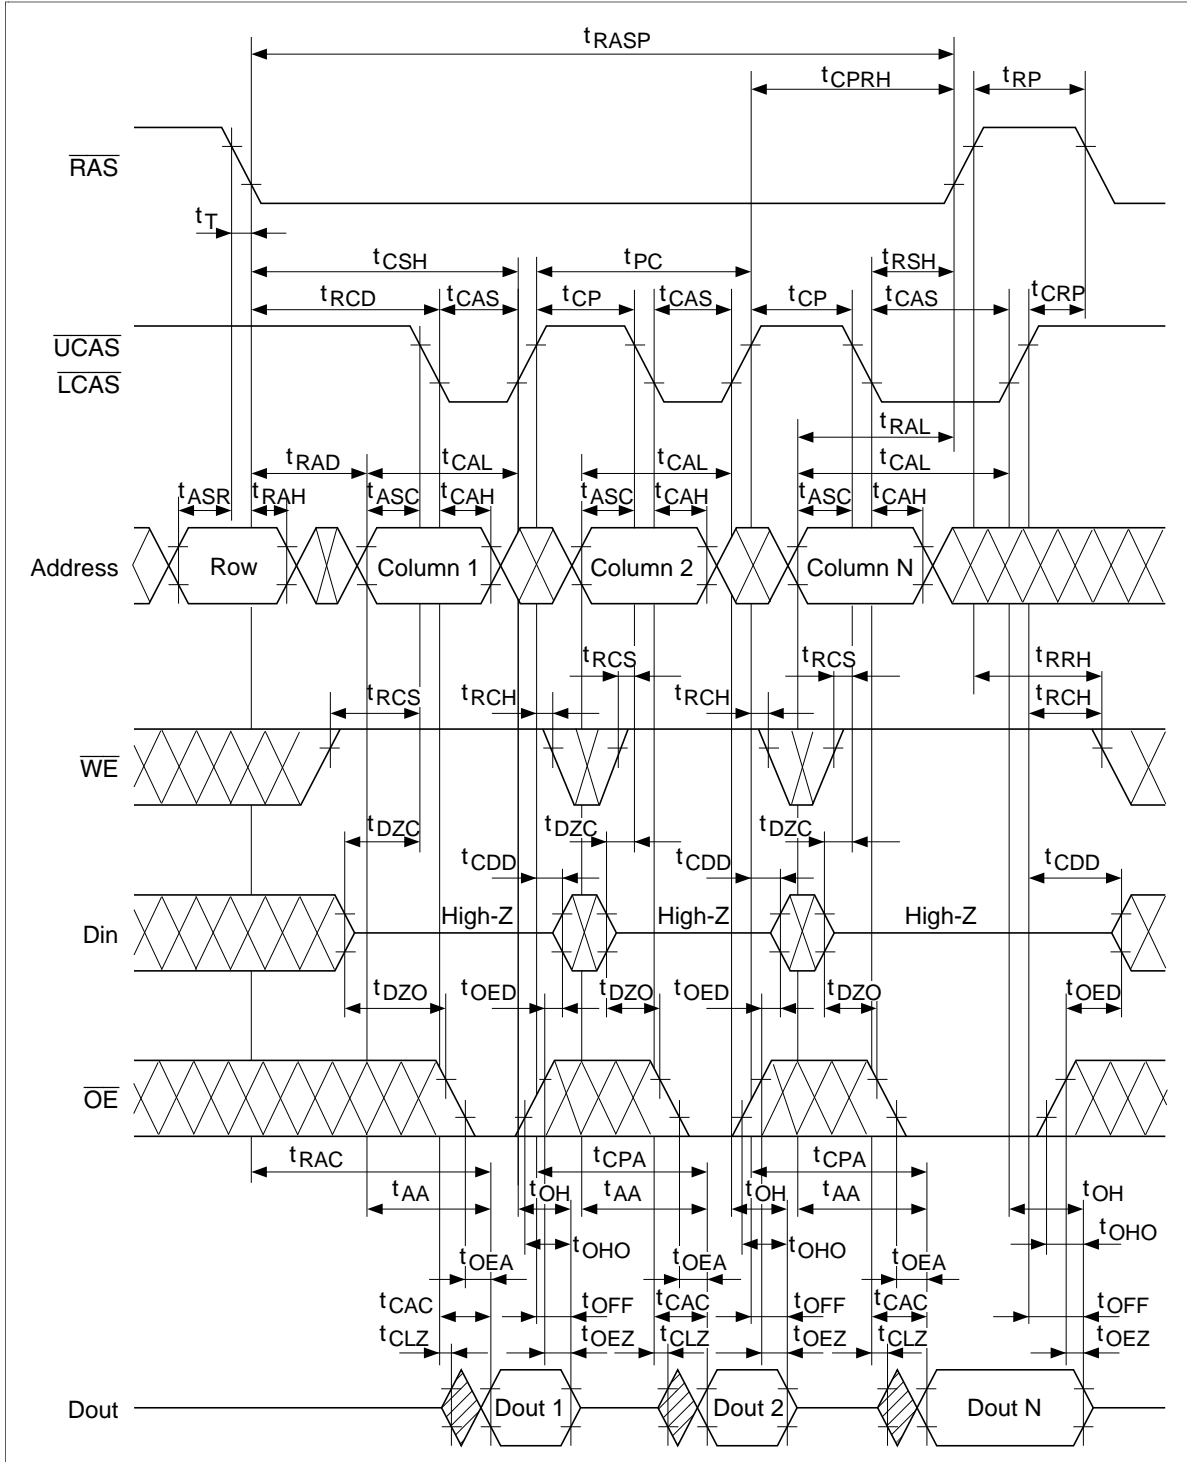 tRASP
tCPRH tRP
RAS
tT
tCSH tPC tRSH
tRCD tCAS tCP tCAS tCP tCAS tCRP
UCAS
LCAS
tRAL
tRAD tCAL tCAL tCAL
tASR tRAH tASC tCAH tASC tCAH tASC tCAH
Address Row Column 1 Column 2 Column N
tRCS tRCS tRRH
tRCS tRCH tRCH tRCH
WE
tDZC tDZC tDZC
tCDD tCDD tCDD
High-Z High-Z High-Z
Din
tDZO tOED tDZO tOED tDZO tOED
OE
tRAC tCPA tCPA
tAA tOH tAA tOH tAA tOH
tOHO tOHO tOHO
tOEA tOEA tOEA
tCAC tOFF tCAC tOFF tCAC tOFF
tCLZ tOEZ tCLZ tOEZ tCLZ tOEZ
Dout Dout 1 Dout 2 Dout N